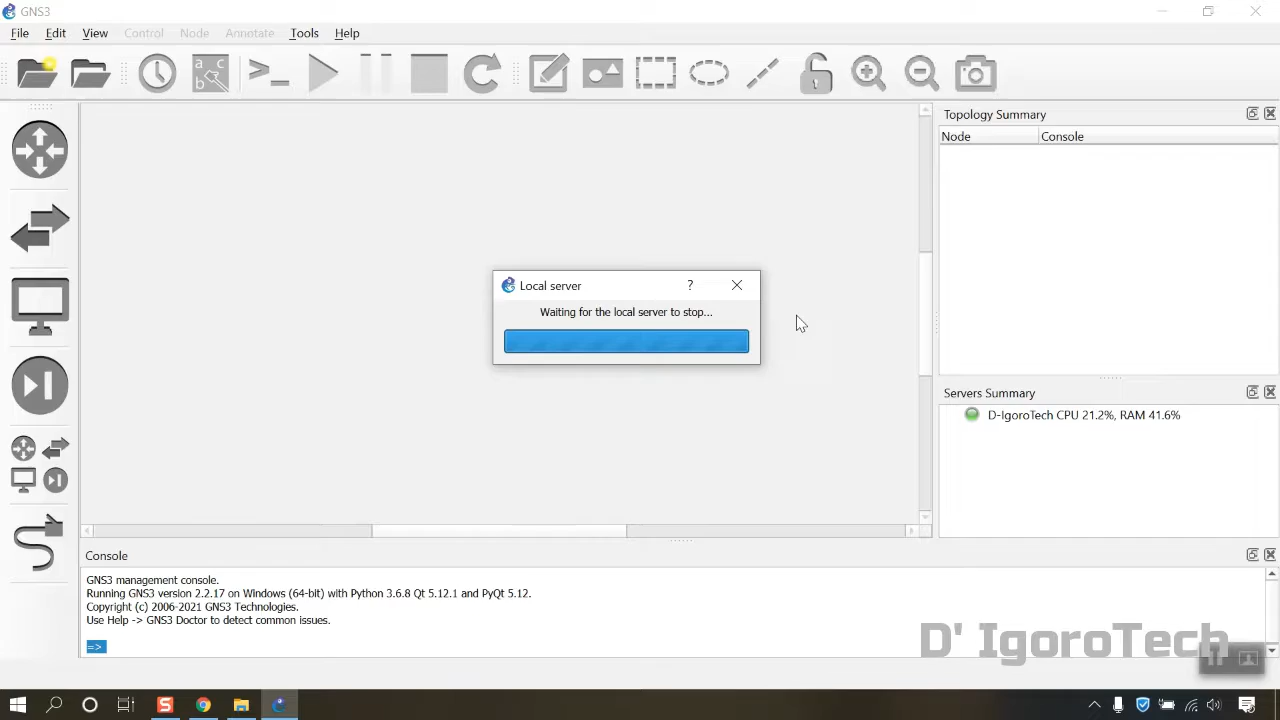 GNS3
File Edit View Control Node Annotate Tools Help
a c
b
Topology Summary
Node Console
Local server ?
Waiting for the local server to stop...
Servers Summary
D-IgoroTech CPU 21.2%, RAM 41.6%
Console
GNS3 management console.
Running GNS3 version 2.2.17 on Windows (64-bit) with Python 3.6.8 Qt 5.12.1 and PyQt 5.12.
Copyright (c) 2006-2021 GNS3 Technologies.
Use Help -> GNS3 Doctor to detect common issues.
=>
D' IgoroTech